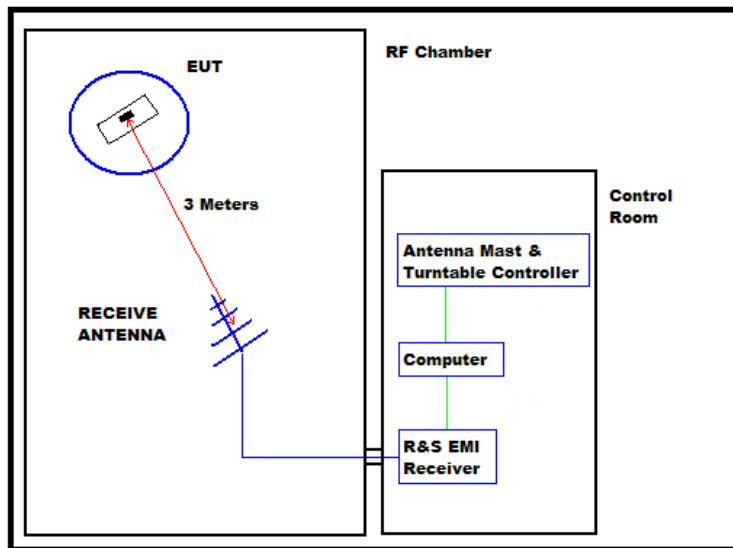 EUT
RF Chamber
3 Meters
Control
Room
Antenna Mast &
Turntable Controller
RECEIVE
ANTENNA
Computer
R&S EMI
Receiver